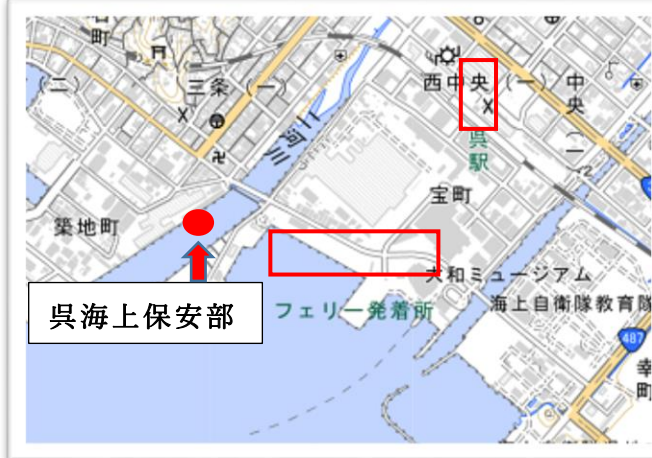 町
三条（一）
（二）
二河川
西中央（一）
中央（一）
呉駅
宝町
築地町
大和ミュージアム
海上自衛隊教育隊
フェリー発着所
呉海上保安部
487
幸町